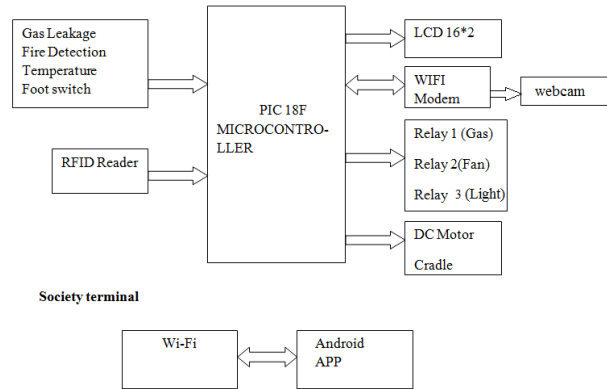 Gas Leakage
Fire Detection
Temperature
Foot switch
RFID Reader
PIC 18F
MICROCONTRO-
LLER
LCD 16*2
WIFI
Modem
webcam
Relay 1 (Gas)
Relay 2(Fan)
Relay 3 (Light)
DC Motor
Cradle
Society terminal
Wi-Fi
Android
APP